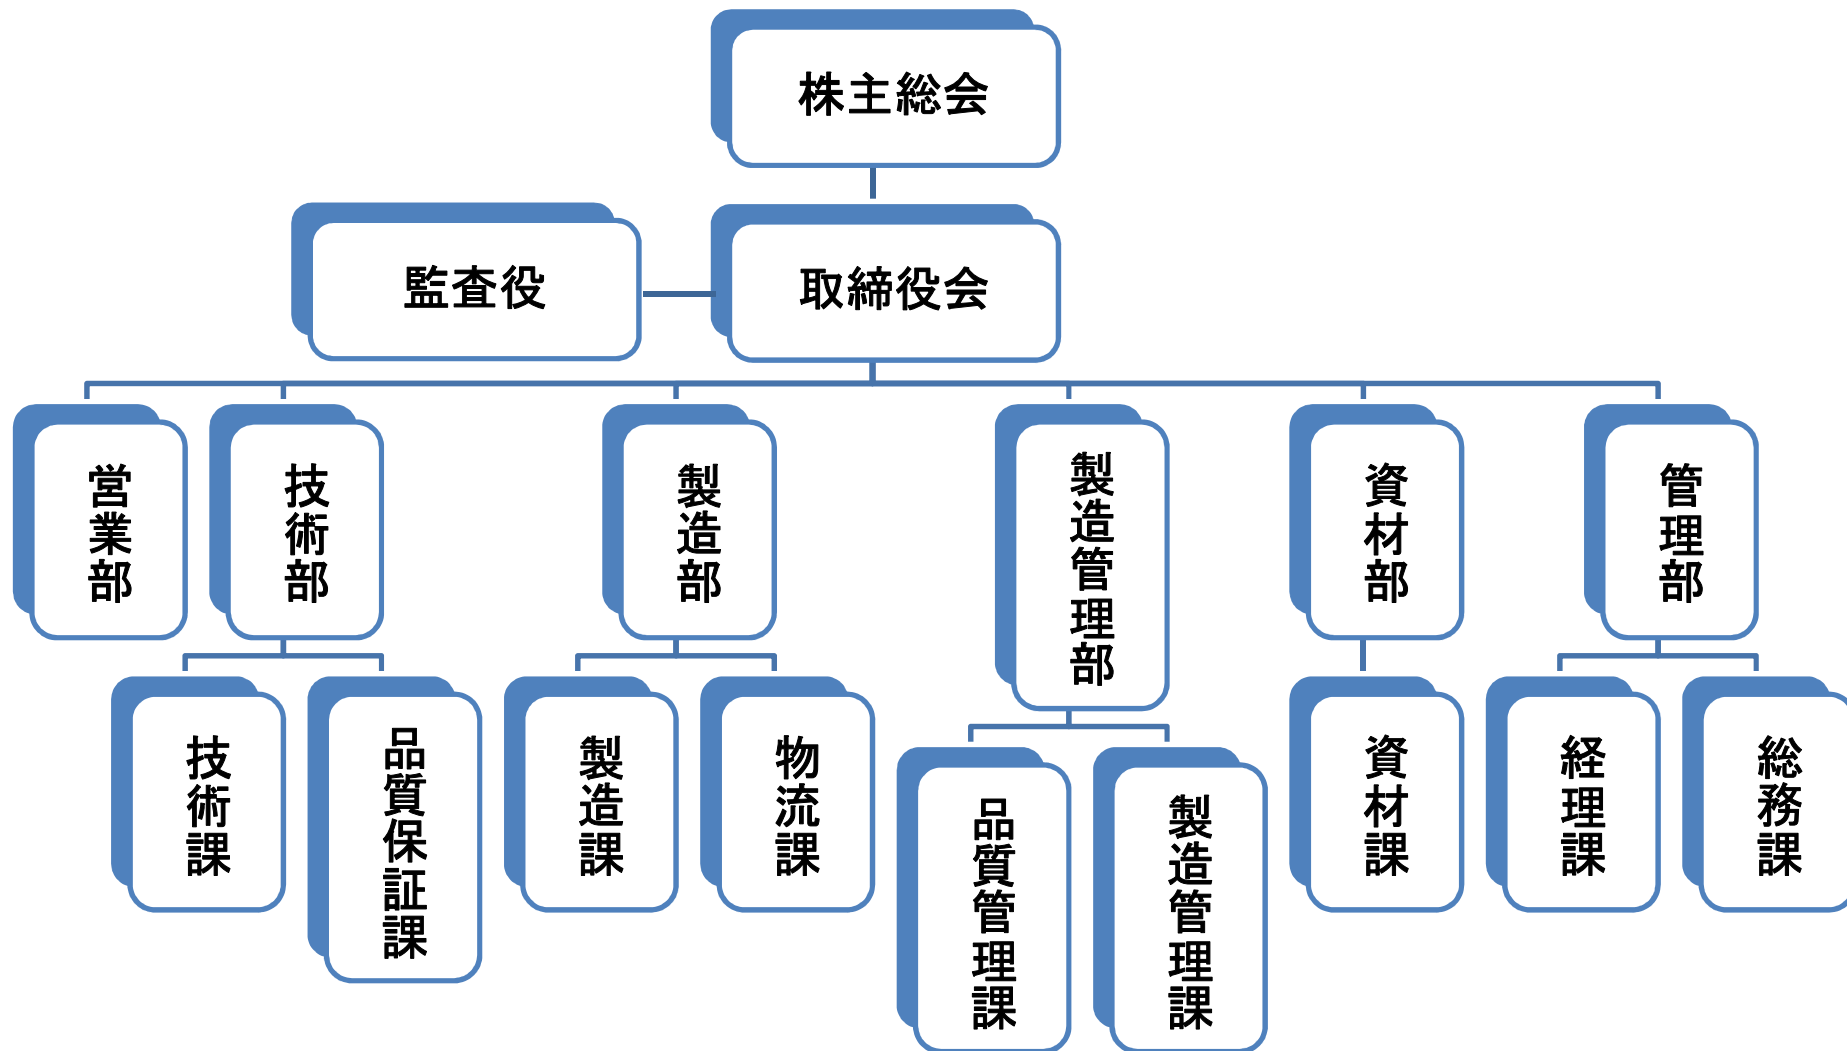 株主総会
監査役
取締役会
営業部
技術部
製造部
製造管理部
資材部
管理部
技術課
品質保証課
製造課
物流課
品質管理課
製造管理課
資材課
経理課
総務課